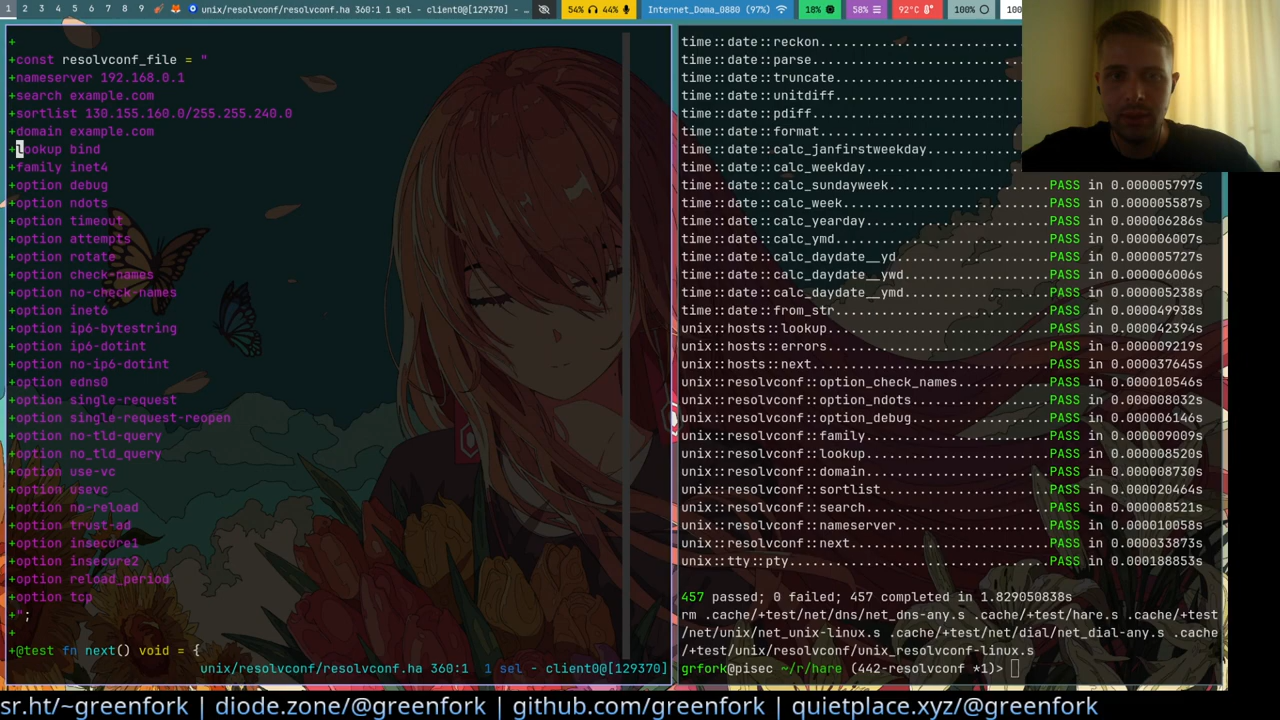 1 2 3 4 5 6 7 8 9 unix/resolvconf/resolvconf.ha 360:1 1 sel - client0@[129370] - … 54% 44% Internet_Doma_0880 (97%) 18% 58% 92°C 100% 100
+
+const resolvconf_file = "
+nameserver 192.168.0.1
+search example.com
+sortlist 130.155.160.0/255.255.240.0
+domain example.com
+lookup bind
+family inet4
+option debug
+option ndots
+option timeout
+option attempts
+option rotate
+option check-names
+option no-check-names
+option inet6
+option ip6-bytestring
+option ip6-dotint
+option no-ip6-dotint
+option edns0
+option single-request
+option single-request-reopen
+option no-tld-query
+option no_tld_query
+option use-vc
+option usevc
+option no-reload
+option trust-ad
+option insecure1
+option insecure2
+option reload_period
+option tcp
+";
+
+@test fn next() void = {
unix/resolvconf/resolvconf.ha 360:1 1 sel - client0@[129370]
time::date::reckon..................
time::date::parse...................
time::date::truncate................
time::date::unitdiff................
time::date::pdiff...................
time::date::format..................
time::date::calc_janfirstweekday....
time::date::calc_weekday............
time::date::calc_sundayweek.....................PASS in 0.000005797s
time::date::calc_week...........................PASS in 0.000005587s
time::date::calc_yearday........................PASS in 0.000006286s
time::date::calc_ymd............................PASS in 0.000006007s
time::date::calc_daydate__yd....................PASS in 0.000005727s
time::date::calc_daydate__ywd...................PASS in 0.000006006s
time::date::calc_daydate__ymd...................PASS in 0.000005238s
time::date::from_str............................PASS in 0.000049938s
unix::hosts::lookup.............................PASS in 0.000042394s
unix::hosts::errors.............................PASS in 0.000009219s
unix::hosts::next...............................PASS in 0.000037645s
unix::resolvconf::option_check_names............PASS in 0.000010546s
unix::resolvconf::option_ndots..................PASS in 0.000008032s
unix::resolvconf::option_debug..................PASS in 0.000006146s
unix::resolvconf::family........................PASS in 0.000009009s
unix::resolvconf::lookup........................PASS in 0.000008520s
unix::resolvconf::domain........................PASS in 0.000008730s
unix::resolvconf::sortlist......................PASS in 0.000020464s
unix::resolvconf::search........................PASS in 0.000008521s
unix::resolvconf::nameserver....................PASS in 0.000010058s
unix::resolvconf::next..........................PASS in 0.000033873s
unix::tty::pty..................................PASS in 0.000188853s
457 passed; 0 failed; 457 completed in 1.829050838s
rm .cache/+test/net/dns/net_dns-any.s .cache/+test/hare.s .cache/+test
/net/unix/net_unix-linux.s .cache/+test/net/dial/net_dial-any.s .cache
/+test/unix/resolvconf/unix_resolvconf-linux.s
grfork@pisec ~/r/hare (442-resolvconf *1)>
sr.ht/~greenfork | diode.zone/@greenfork | github.com/greenfork | quietplace.xyz/@greenfork